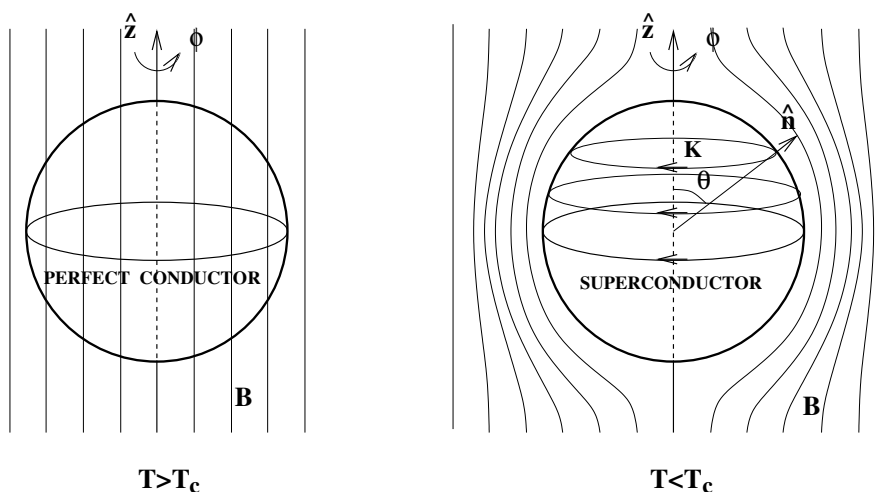 ẑ
ϕ
PERFECT CONDUCTOR
B
T>Tc
ẑ
ϕ
n̂
K
θ
SUPERCONDUCTOR
B
T<Tc